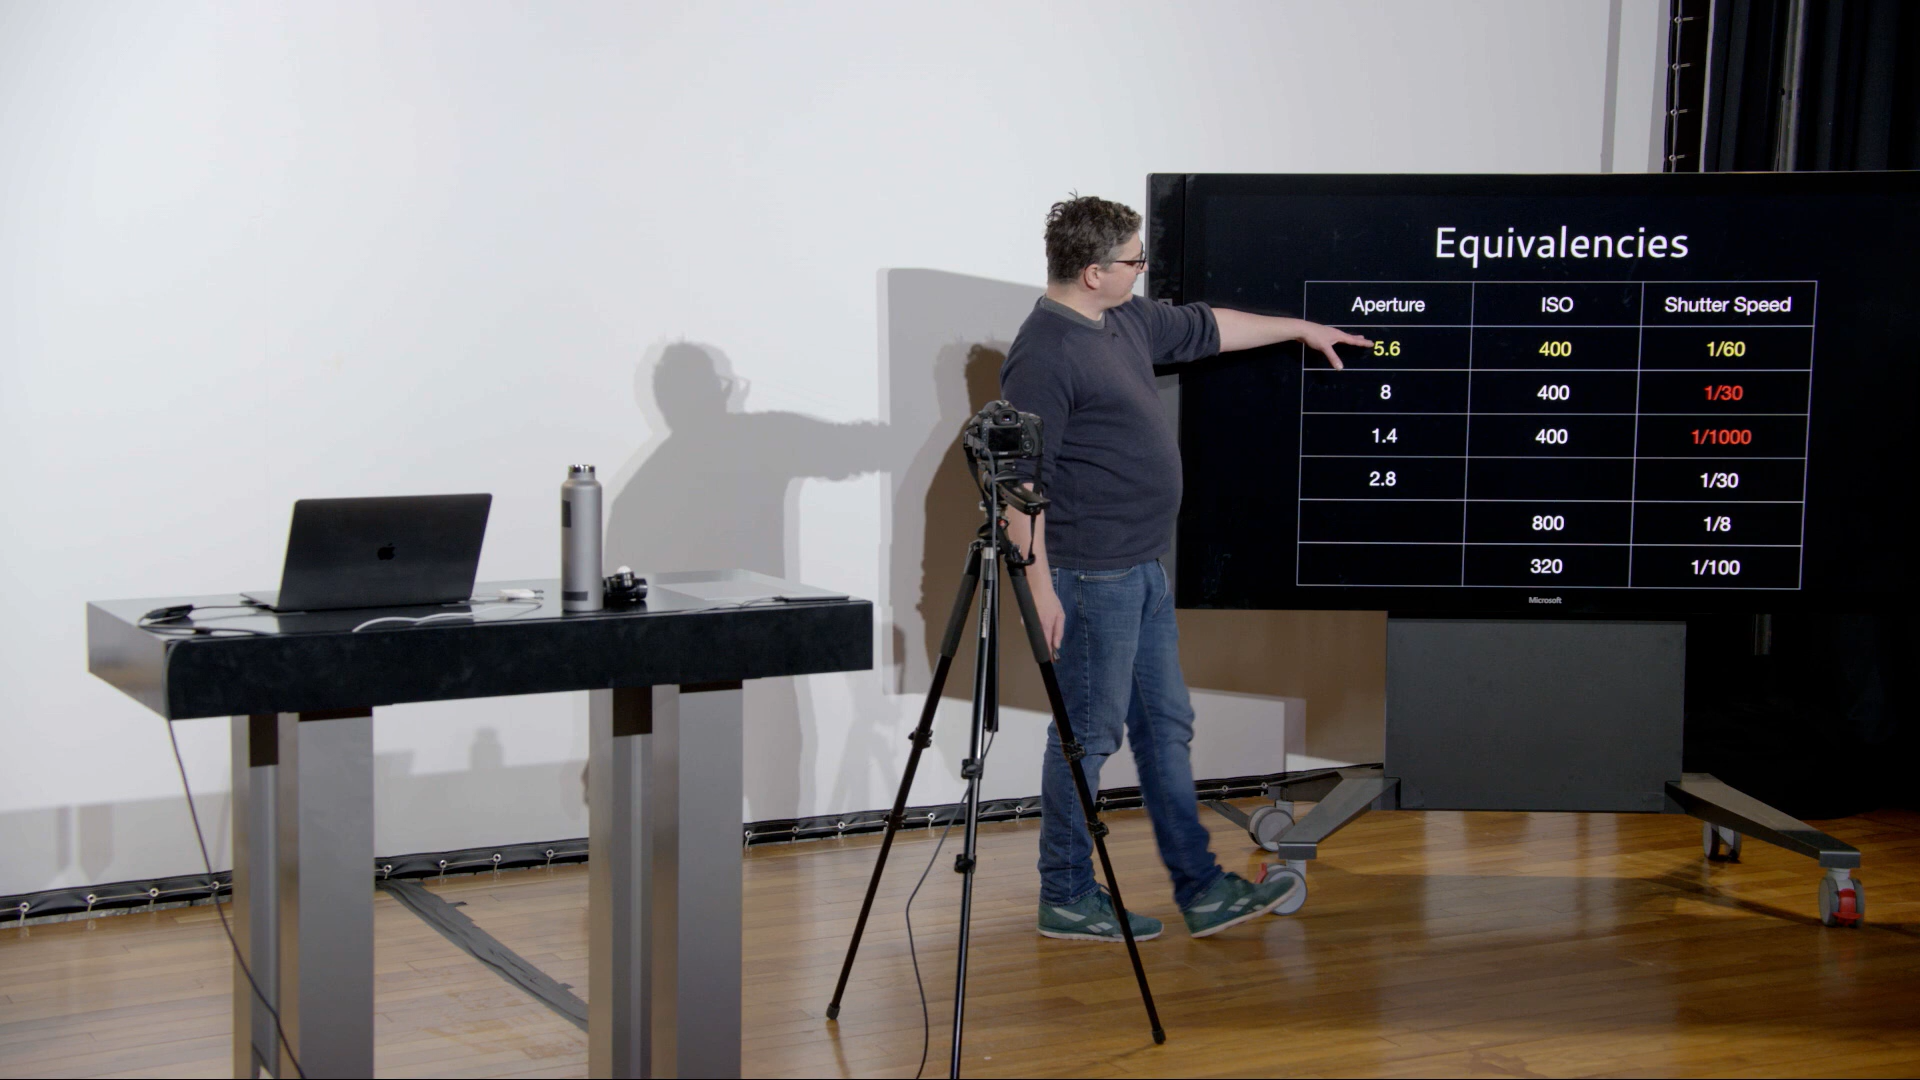 Equivalencies
Aperture ISO Shutter Speed
5.6 400 1/60
8 400 1/30
1.4 400 1/1000
2.8 1/30
800 1/8
320 1/100
Microsoft